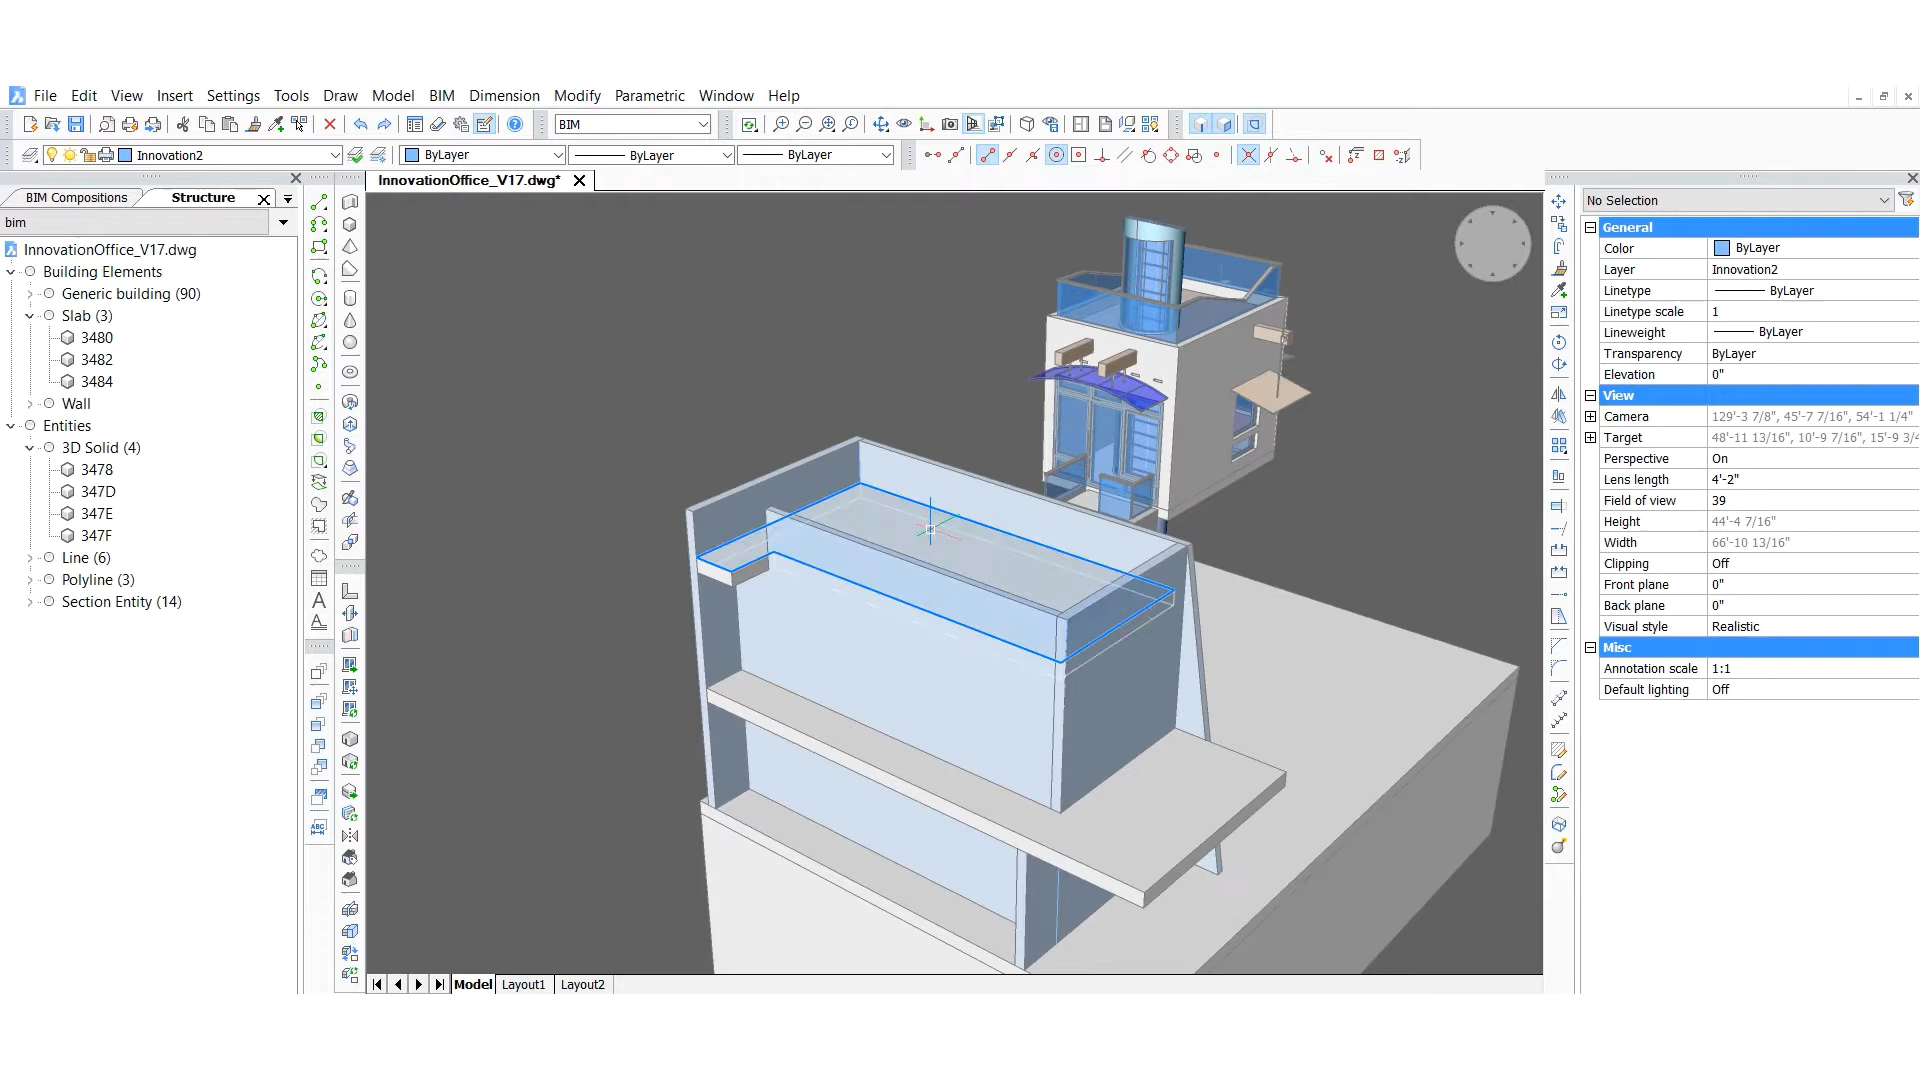 File Edit View Insert Settings Tools Draw Model BIM Dimension Modify Parametric Window Help
BIM
Innovation2 ByLayer ByLayer ByLayer
BIM Compositions Structure
InnovationOffice_V17.dwg*
bim
InnovationOffice_V17.dwg
Building Elements
Generic building (90)
Slab (3)
3480
3482
3484
Wall
Entities
3D Solid (4)
3478
347D
347E
347F
Line (6)
Polyline (3)
Section Entity (14)
A
ABC
Model Layout1 Layout2
No Selection
General
Color ByLayer
Layer Innovation2
Linetype ByLayer
Linetype scale 1
Lineweight ByLayer
Transparency ByLayer
Elevation 0"
View
Camera 129'-3 7/8", 45'-7 7/16", 54'-1 1/4"
Target 48'-11 13/16", 10'-9 7/16", 15'-9 3/4
Perspective On
Lens length 4'-2"
Field of view 39
Height 44'-4 7/16"
Width 66'-10 13/16"
Clipping Off
Front plane 0"
Back plane 0"
Visual style Realistic
Misc
Annotation scale 1:1
Default lighting Off